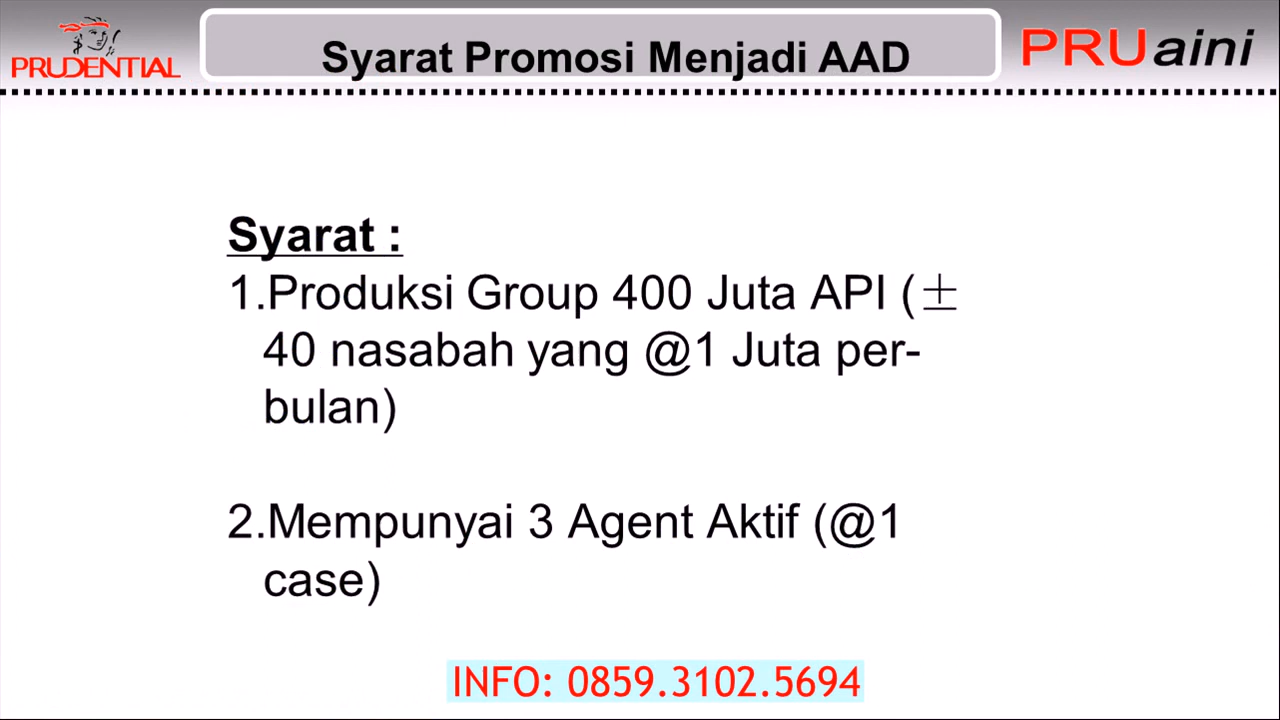 PRUDENTIAL
Syarat Promosi Menjadi AAD
PRUaini
Syarat :
1.Produksi Group 400 Juta API (±
40 nasabah yang @1 Juta per-
bulan)
2.Mempunyai 3 Agent Aktif (@1
case)
INFO: 0859.3102.5694